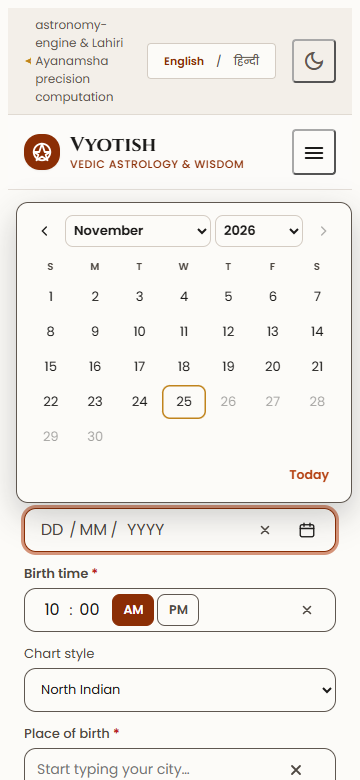 astronomy-
engine & Lahiri
Ayanamsha
precision
computation
English / हिन्दी
VYOTISH
VEDIC ASTROLOGY & WISDOM
November 2026
S M T W T F S
1 2 3 4 5 6 7
8 9 10 11 12 13 14
15 16 17 18 19 20 21
22 23 24 25 26 27 28
29 30
Today
DD / MM / YYYY
Birth time *
10 : 00 AM PM
Chart style
North Indian
Place of birth *
Start typing your city...